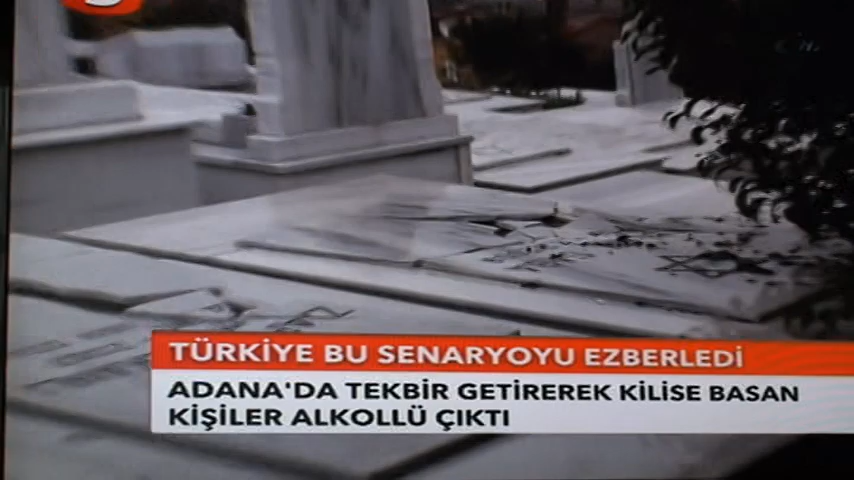 TÜRKİYE BU SENARYOYU EZBERLEDİ
ADANA'DA TEKBİR GETİREREK KİLİSE BASAN
KİŞİLER ALKOLLÜ ÇIKTI